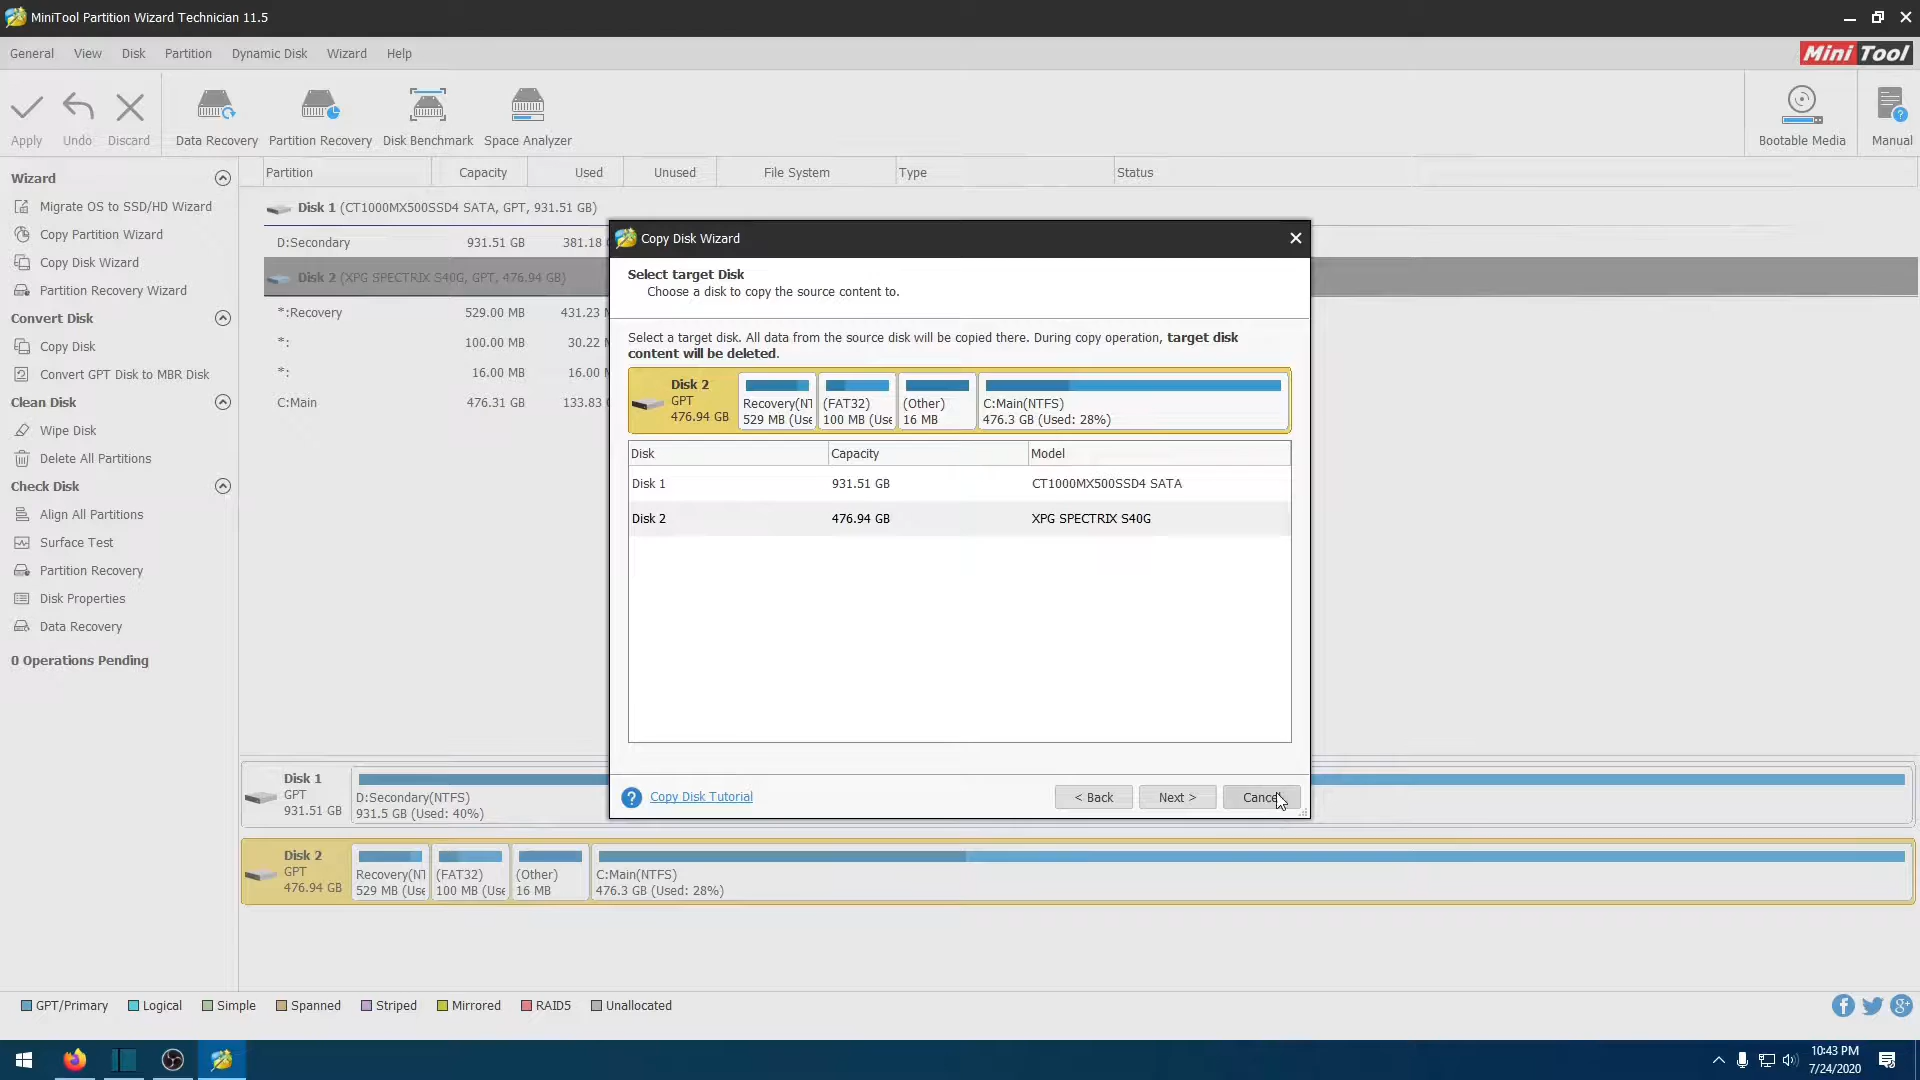 MiniTool Partition Wizard Technician 11.5
General View Disk Partition Dynamic Disk Wizard Help
Mini Tool
Apply Undo Discard Data Recovery Partition Recovery Disk Benchmark Space Analyzer Bootable Media Manual
Wizard
Migrate OS to SSD/HD Wizard
Copy Partition Wizard
Copy Disk Wizard
Partition Recovery Wizard
Convert Disk
Copy Disk
Convert GPT Disk to MBR Disk
Clean Disk
Wipe Disk
Delete All Partitions
Check Disk
Align All Partitions
Surface Test
Partition Recovery
Disk Properties
Data Recovery
0 Operations Pending
Partition Capacity Used Unused File System Type Status
Disk 1 (CT1000MX500SSD4 SATA, GPT, 931.51 GB)
D:Secondary 931.51 GB 381.18
Disk 2 (XPG SPECTRIX S40G, GPT, 476.94 GB)
*:Recovery 529.00 MB 431.23
*: 100.00 MB 30.22
*: 16.00 MB 16.00
C:Main 476.31 GB 133.83
Copy Disk Wizard
Select target Disk
Choose a disk to copy the source content to.
Select a target disk. All data from the source disk will be copied there. During copy operation, target disk
content will be deleted.
Disk 2
GPT
476.94 GB
Recovery(NT
529 MB (Use
(FAT32)
100 MB (Use
(Other)
16 MB
C:Main(NTFS)
476.3 GB (Used: 28%)
Disk Capacity Model
Disk 1 931.51 GB CT1000MX500SSD4 SATA
Disk 2 476.94 GB XPG SPECTRIX S40G
? Copy Disk Tutorial
< Back Next > Cancel
Disk 1
GPT
931.51 GB
D:Secondary(NTFS)
931.5 GB (Used: 40%)
Disk 2
GPT
476.94 GB
Recovery(NT
529 MB (Use
(FAT32)
100 MB (Use
(Other)
16 MB
C:Main(NTFS)
476.3 GB (Used: 28%)
GPT/Primary Logical Simple Spanned Striped Mirrored RAID5 Unallocated
10:43 PM
7/24/2020